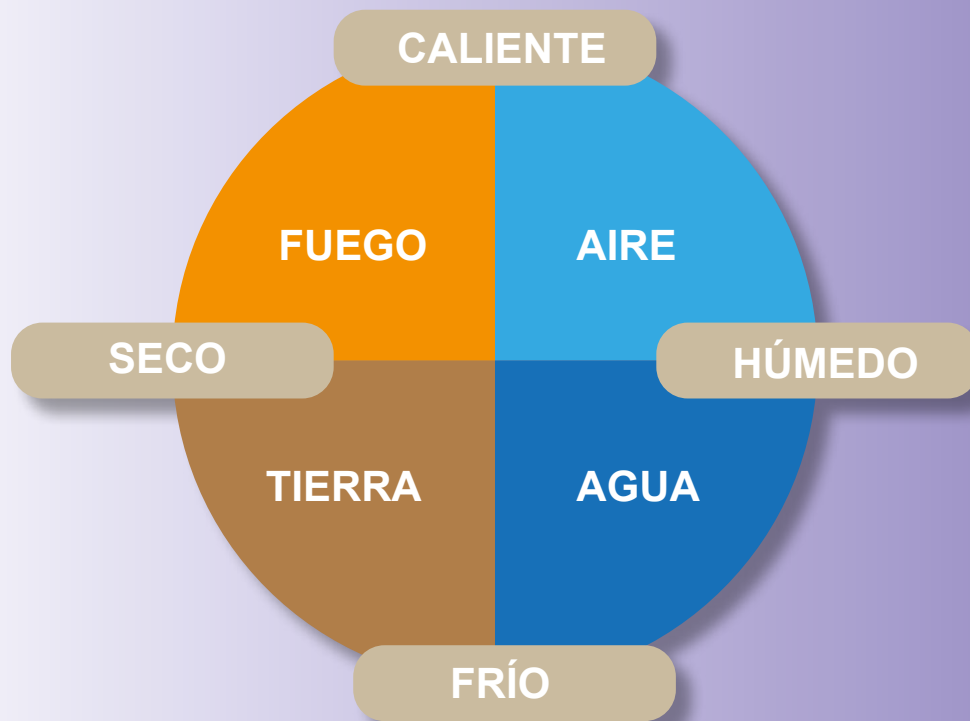 CALIENTE
FUEGO
AIRE
SECO
HÚMEDO
TIERRA
AGUA
FRÍO